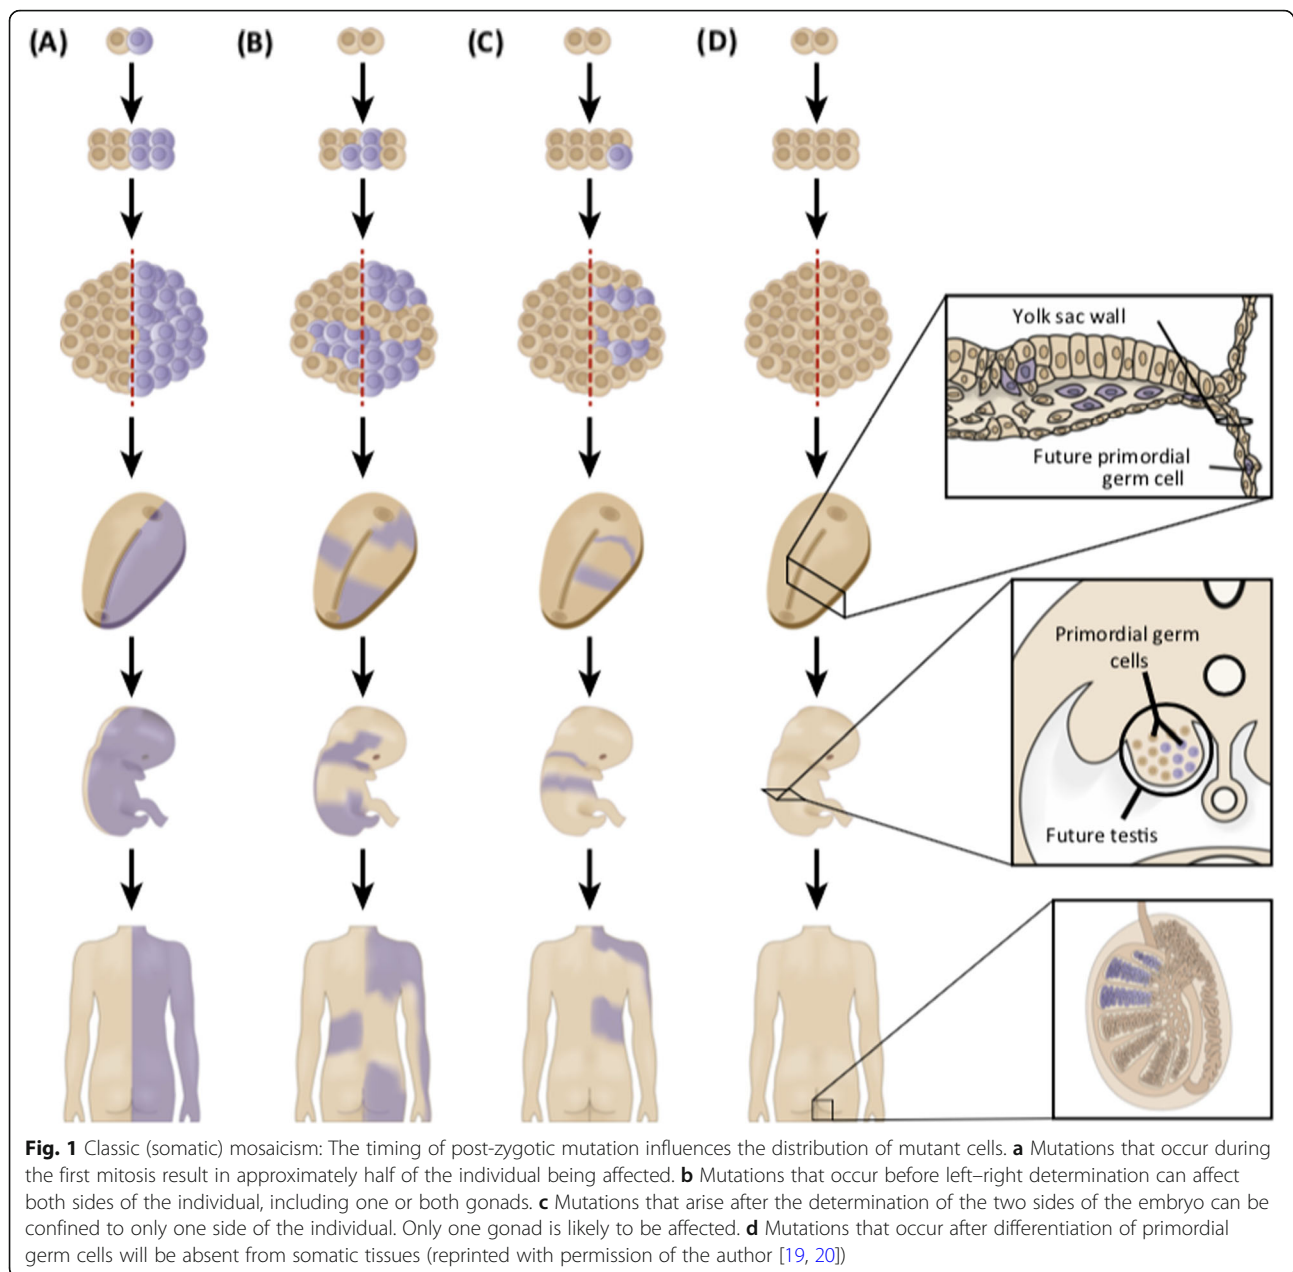 (A)
(B)
(C)
(D)
Yolk sac wall
Future primordial
germ cell
Primordial germ
cells
Future testis
Fig. 1 Classic (somatic) mosaicism: The timing of post-zygotic mutation influences the distribution of mutant cells. a Mutations that occur during
the first mitosis result in approximately half of the individual being affected. b Mutations that occur before left–right determination can affect
both sides of the individual, including one or both gonads. c Mutations that arise after the determination of the two sides of the embryo can be
confined to only one side of the individual. Only one gonad is likely to be affected. d Mutations that occur after differentiation of primordial
germ cells will be absent from somatic tissues (reprinted with permission of the author [19, 20])